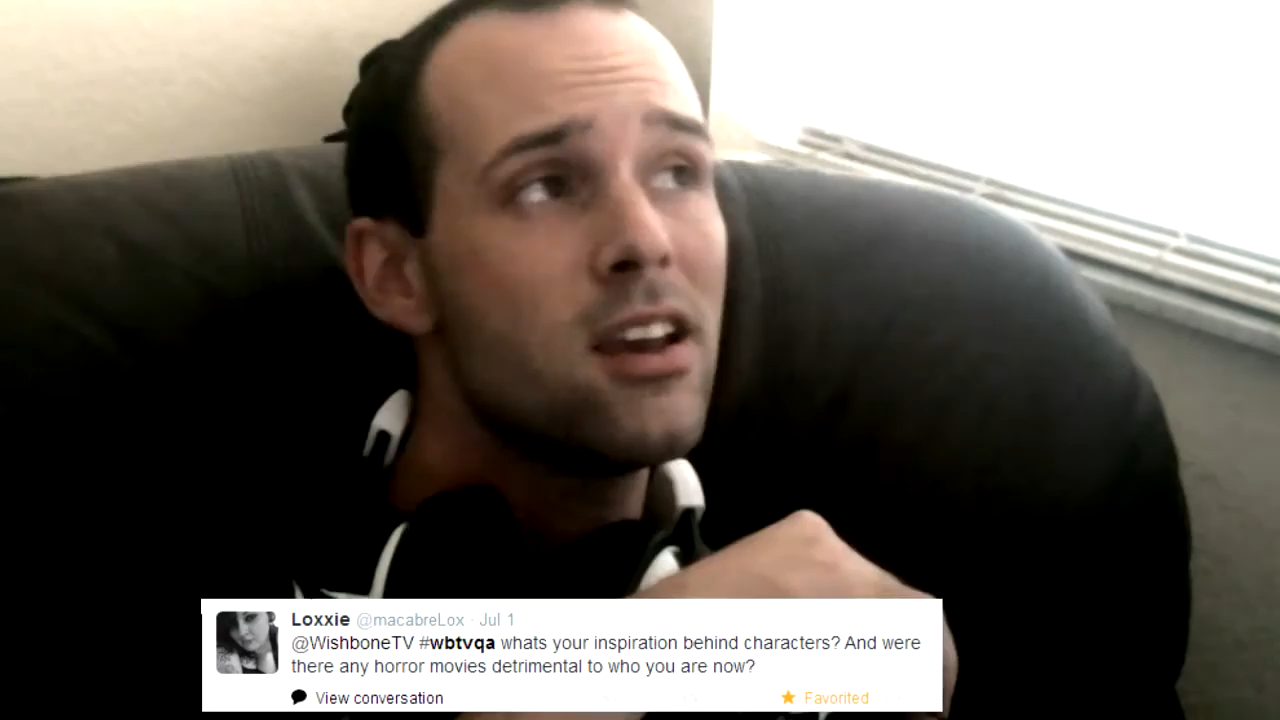 Loxxie @macabreLox · Jul 1
@WishboneTV #wbtvqa whats your inspiration behind characters? And were
there any horror movies detrimental to who you are now?
View conversation Favorited